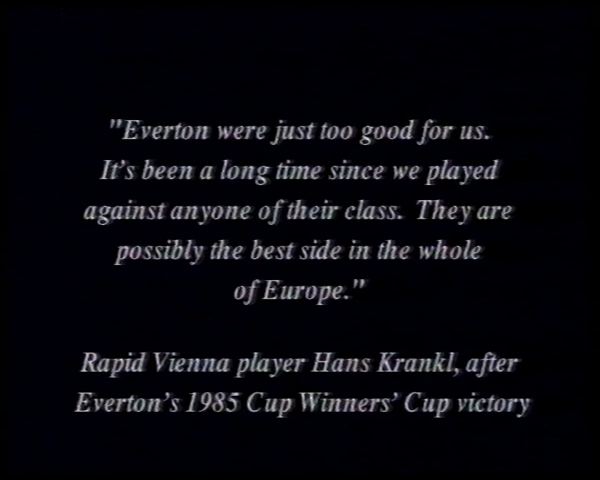 "Everton were just too good for us.
It's been a long time since we played
against anyone of their class.  They are
possibly the best side in the whole
of Europe."
Rapid Vienna player Hans Krankl, after
Everton's 1985 Cup Winners' Cup victory